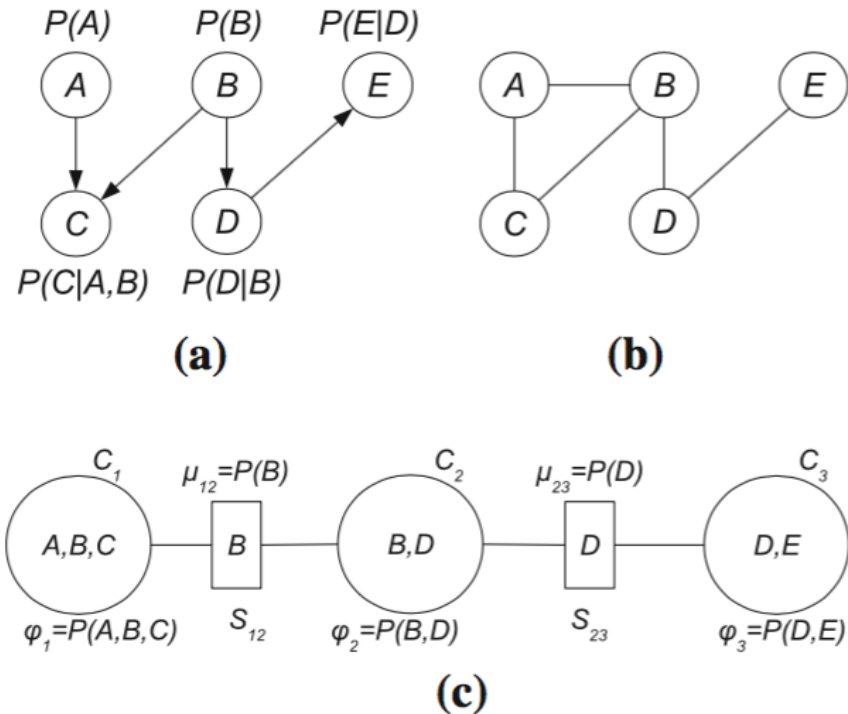 P(A) P(B) P(E|D)
A B E A B E
C D C D
P(C|A,B) P(D|B)
(a) (b)
C₁ μ₁₂=P(B) C₂ μ₂₃=P(D) C₃
A,B,C B B,D D D,E
φ₁=P(A,B,C) S₁₂ φ₂=P(B,D) S₂₃ φ₃=P(D,E)
(c)